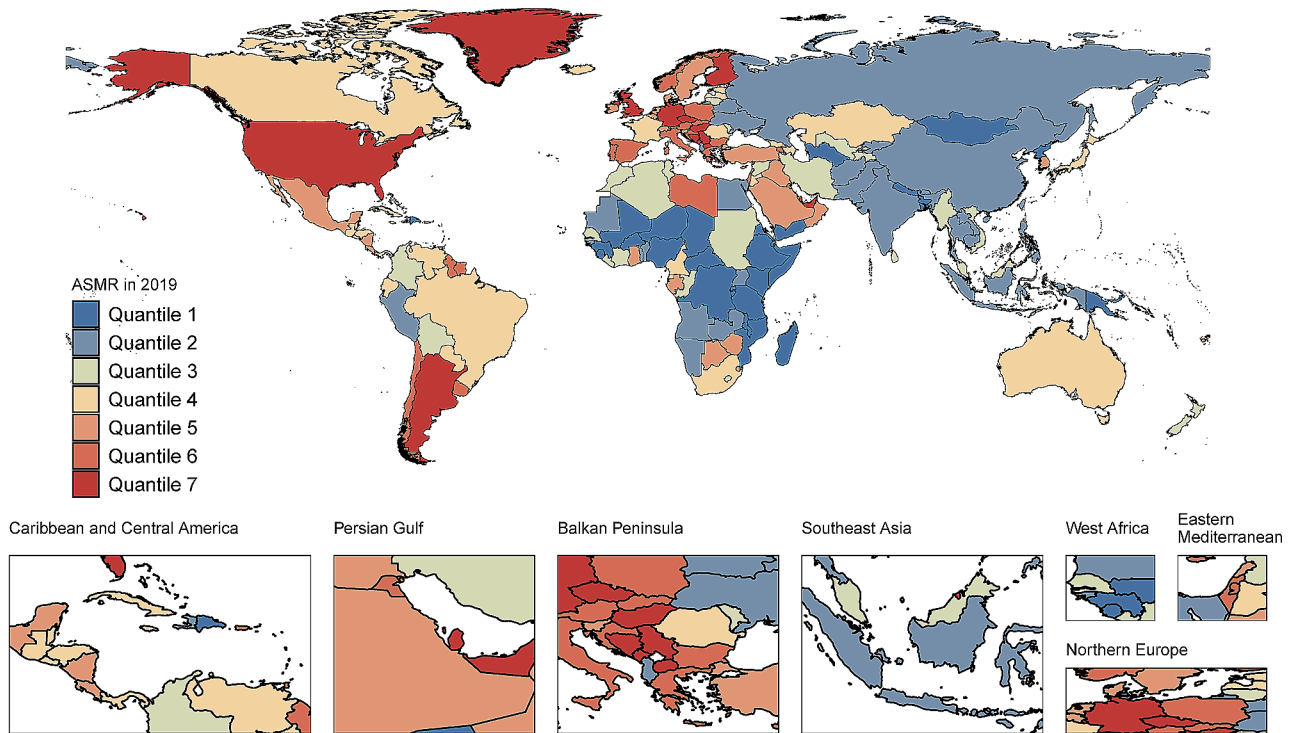 ASMR in 2019
Quantile 1
Quantile 2
Quantile 3
Quantile 4
Quantile 5
Quantile 6
Quantile 7
Caribbean and Central America
Persian Gulf
Balkan Peninsula
Southeast Asia
West Africa
Eastern
Mediterranean
Northern Europe